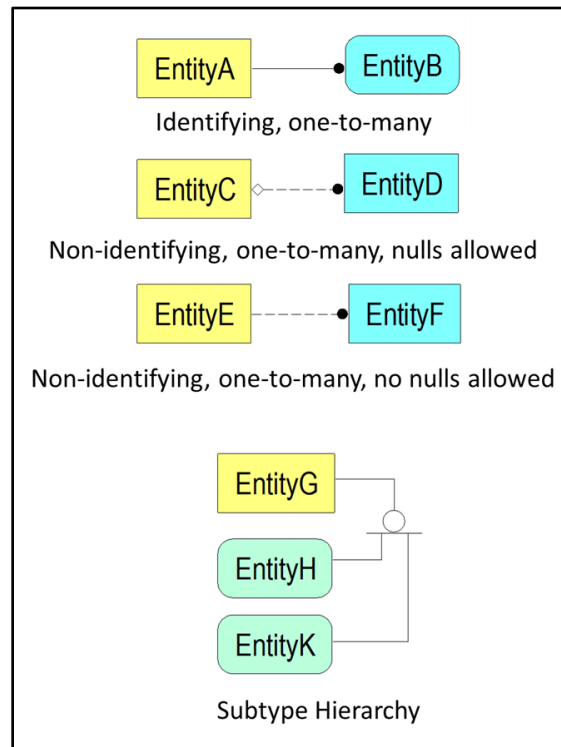 EntityA EntityB
Identifying, one-to-many
EntityC EntityD
Non-identifying, one-to-many, nulls allowed
EntityE EntityF
Non-identifying, one-to-many, no nulls allowed
EntityG
EntityH
EntityK
Subtype Hierarchy